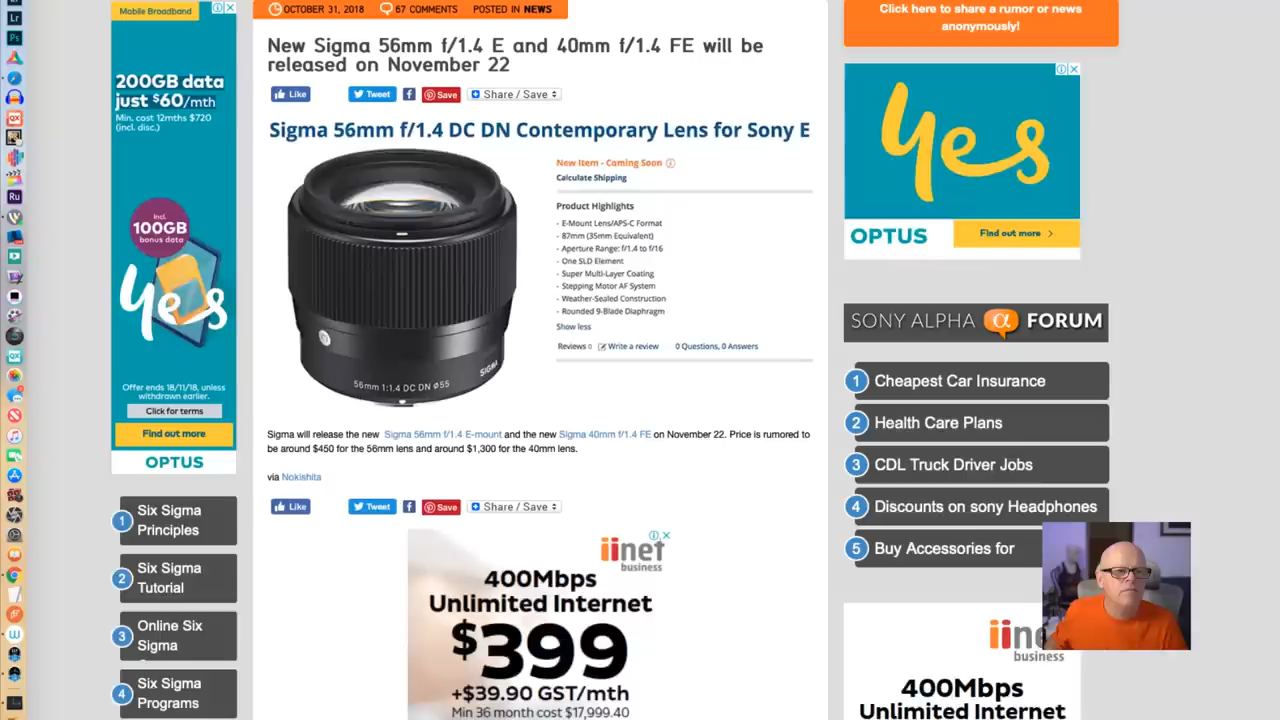 Mobile Broadband
200GB data
just $60/mth
Min. cost 12mths $720
(incl. disc.)
Incl.
100GB
bonus data
yes
Offer ends 18/11/18, unless
withdrawn earlier.
Click for terms
Find out more
OPTUS
1 Six Sigma
Principles
2 Six Sigma
Tutorial
3 Online Six
Sigma
4 Six Sigma
Programs
OCTOBER 31, 2018 67 COMMENTS POSTED IN NEWS
New Sigma 56mm f/1.4 E and 40mm f/1.4 FE will be
released on November 22
Like Tweet f Save Share / Save
Sigma 56mm f/1.4 DC DN Contemporary Lens for Sony E
New Item - Coming Soon
Calculate Shipping
Product Highlights
- E-Mount Lens/APS-C Format
- 87mm (35mm Equivalent)
- Aperture Range: f/1.4 to f/16
- One SLD Element
- Super Multi-Layer Coating
- Stepping Motor AF System
- Weather-Sealed Construction
- Rounded 9-Blade Diaphragm
Show less
Reviews 0 Write a review 0 Questions, 0 Answers
SIGMA
56mm 1:1.4 DC DN ø55
Sigma will release the new Sigma 56mm f/1.4 E-mount and the new Sigma 40mm f/1.4 FE on November 22. Price is rumored to
be around $450 for the 56mm lens and around $1,300 for the 40mm lens.
via Nokishita
Like Tweet f Save Share / Save
iinet
business
400Mbps
Unlimited Internet
$399
+$39.90 GST/mth
Min 36 month cost $17,999.40
Click here to share a rumor or news
anonymously!
yes
OPTUS Find out more >
SONY ALPHA α FORUM
1 Cheapest Car Insurance
2 Health Care Plans
3 CDL Truck Driver Jobs
4 Discounts on sony Headphones
5 Buy Accessories for
iinet
business
400Mbps
Unlimited Internet
Lr
Ps
QX
Ru
QX
W